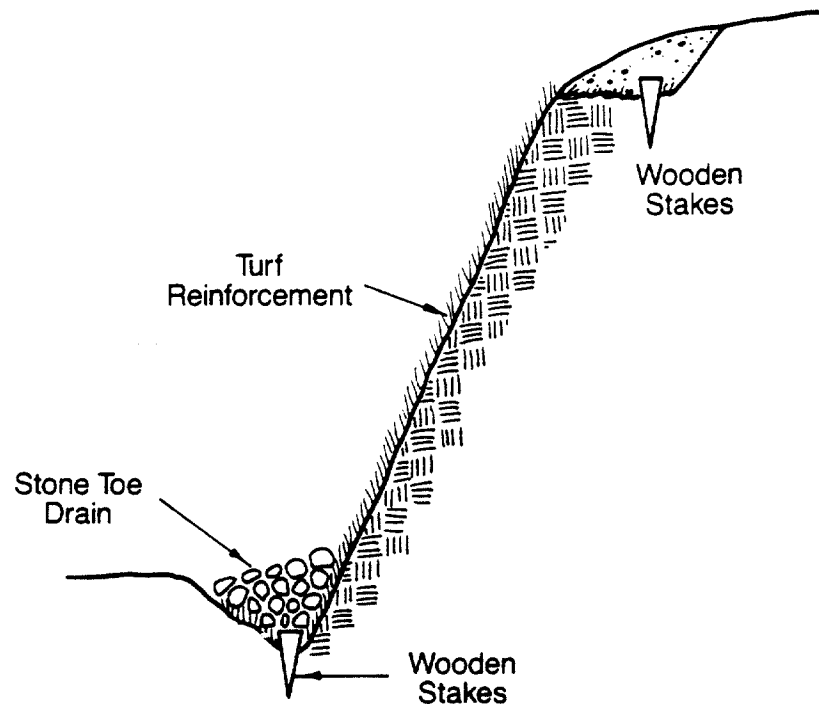 Wooden
Stakes
Turf
Reinforcement
Stone Toe
Drain
Wooden
Stakes